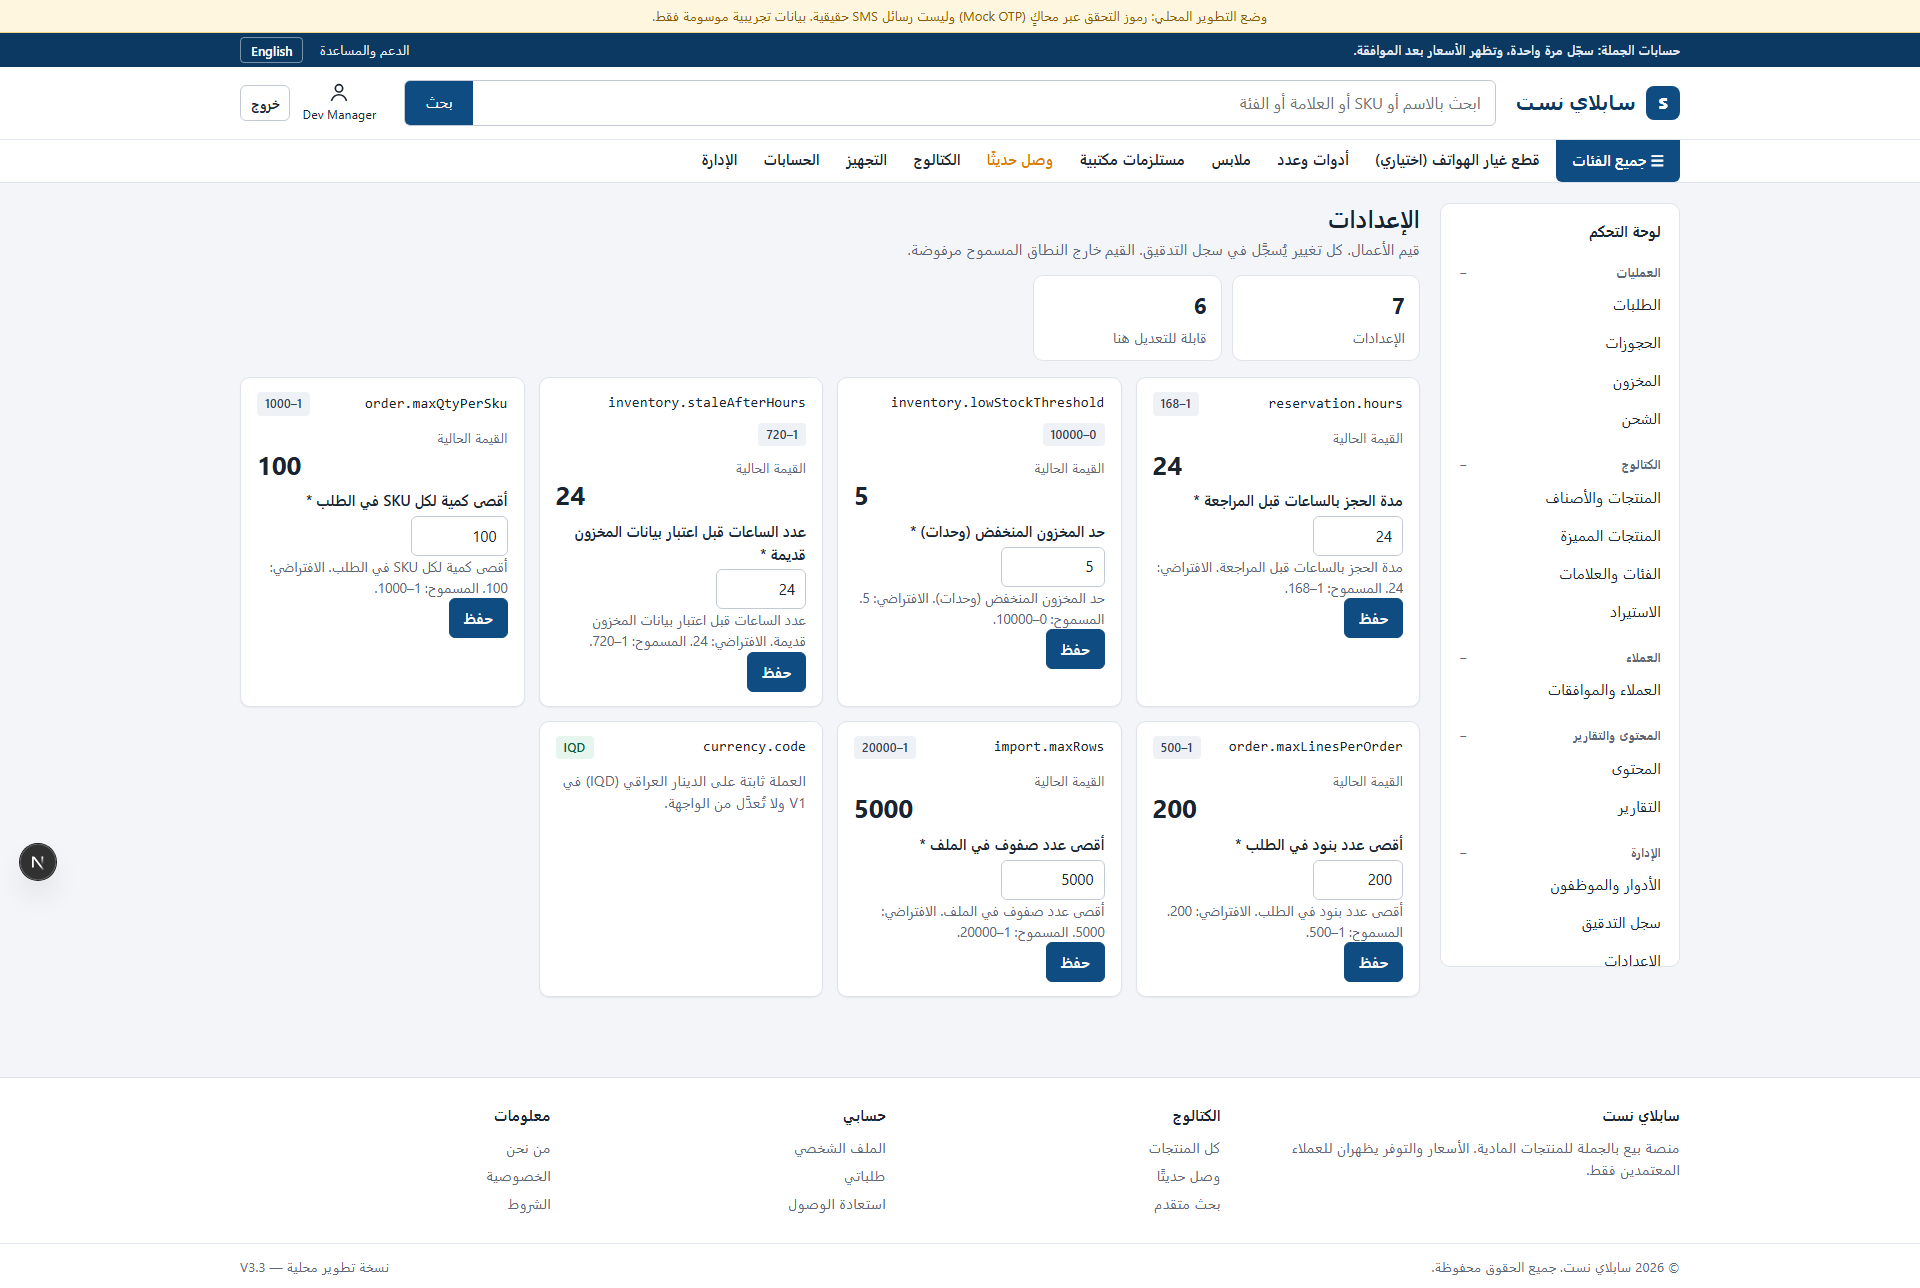 وضع التطوير المحلي: رموز التحقق عبر محاكٍ (Mock OTP) وليست رسائل SMS حقيقية. بيانات تجريبية موسومة فقط.
حسابات الجملة: سجّل مرة واحدة، وتظهر الأسعار بعد الموافقة.
الدعم والمساعدة
English
S
سابلاي نست
ابحث بالاسم أو SKU أو العلامة أو الفئة
بحث
Dev Manager
خروج
☰ جميع الفئات
قطع غيار الهواتف (اختياري)
أدوات وعدد
ملابس
مستلزمات مكتبية
وصل حديثًا
الكتالوج
التجهيز
الحسابات
الإدارة
لوحة التحكم
العمليات –
الطلبات
الحجوزات
المخزون
الشحن
الكتالوج –
المنتجات والأصناف
المنتجات المميزة
الفئات والعلامات
الاستيراد
العملاء –
العملاء والموافقات
المحتوى والتقارير –
المحتوى
التقارير
الإدارة –
الأدوار والموظفون
سجل التدقيق
الإعدادات
الإعدادات
قيم الأعمال. كل تغيير يُسجَّل في سجل التدقيق. القيم خارج النطاق المسموح مرفوضة.
7
الإعدادات
6
قابلة للتعديل هنا
reservation.hours
1–168
القيمة الحالية
24
مدة الحجز بالساعات قبل المراجعة *
24
مدة الحجز بالساعات قبل المراجعة. الافتراضي:
24. المسموح: 1–168.
حفظ
inventory.lowStockThreshold
0–10000
القيمة الحالية
5
حد المخزون المنخفض (وحدات) *
5
حد المخزون المنخفض (وحدات). الافتراضي: 5.
المسموح: 0–10000.
حفظ
inventory.staleAfterHours
1–720
القيمة الحالية
24
عدد الساعات قبل اعتبار بيانات المخزون
قديمة *
24
عدد الساعات قبل اعتبار بيانات المخزون
قديمة. الافتراضي: 24. المسموح: 1–720.
حفظ
order.maxQtyPerSku
1–1000
القيمة الحالية
100
أقصى كمية لكل SKU في الطلب *
100
أقصى كمية لكل SKU في الطلب. الافتراضي:
100. المسموح: 1–1000.
حفظ
order.maxLinesPerOrder
1–500
القيمة الحالية
200
أقصى عدد بنود في الطلب *
200
أقصى عدد بنود في الطلب. الافتراضي: 200.
المسموح: 1–500.
حفظ
import.maxRows
1–20000
القيمة الحالية
5000
أقصى عدد صفوف في الملف *
5000
أقصى عدد صفوف في الملف. الافتراضي:
5000. المسموح: 1–20000.
حفظ
currency.code
IQD
العملة ثابتة على الدينار العراقي (IQD) في
V1 ولا تُعدَّل من الواجهة.
N
سابلاي نست
منصة بيع بالجملة للمنتجات المادية. الأسعار والتوفر يظهران للعملاء
المعتمدين فقط.
الكتالوج
كل المنتجات
وصل حديثًا
بحث متقدم
حسابي
الملف الشخصي
طلباتي
استعادة الوصول
معلومات
من نحن
الخصوصية
الشروط
© 2026 سابلاي نست. جميع الحقوق محفوظة.
نسخة تطوير محلية — V3.3